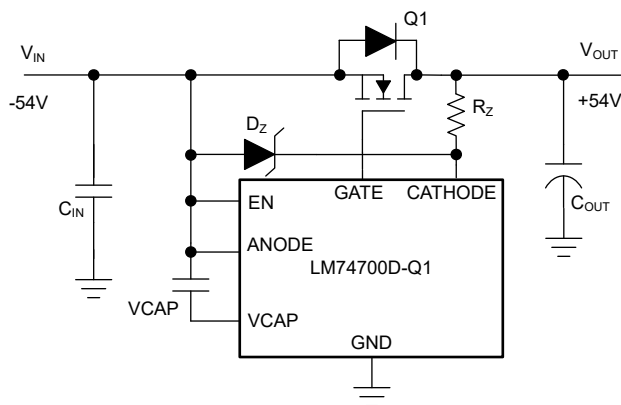 Q1
VIN
VOUT
-54V
+54V
DZ
RZ
CIN
COUT
GATE
CATHODE
EN
ANODE
LM74700D-Q1
VCAP
VCAP
GND